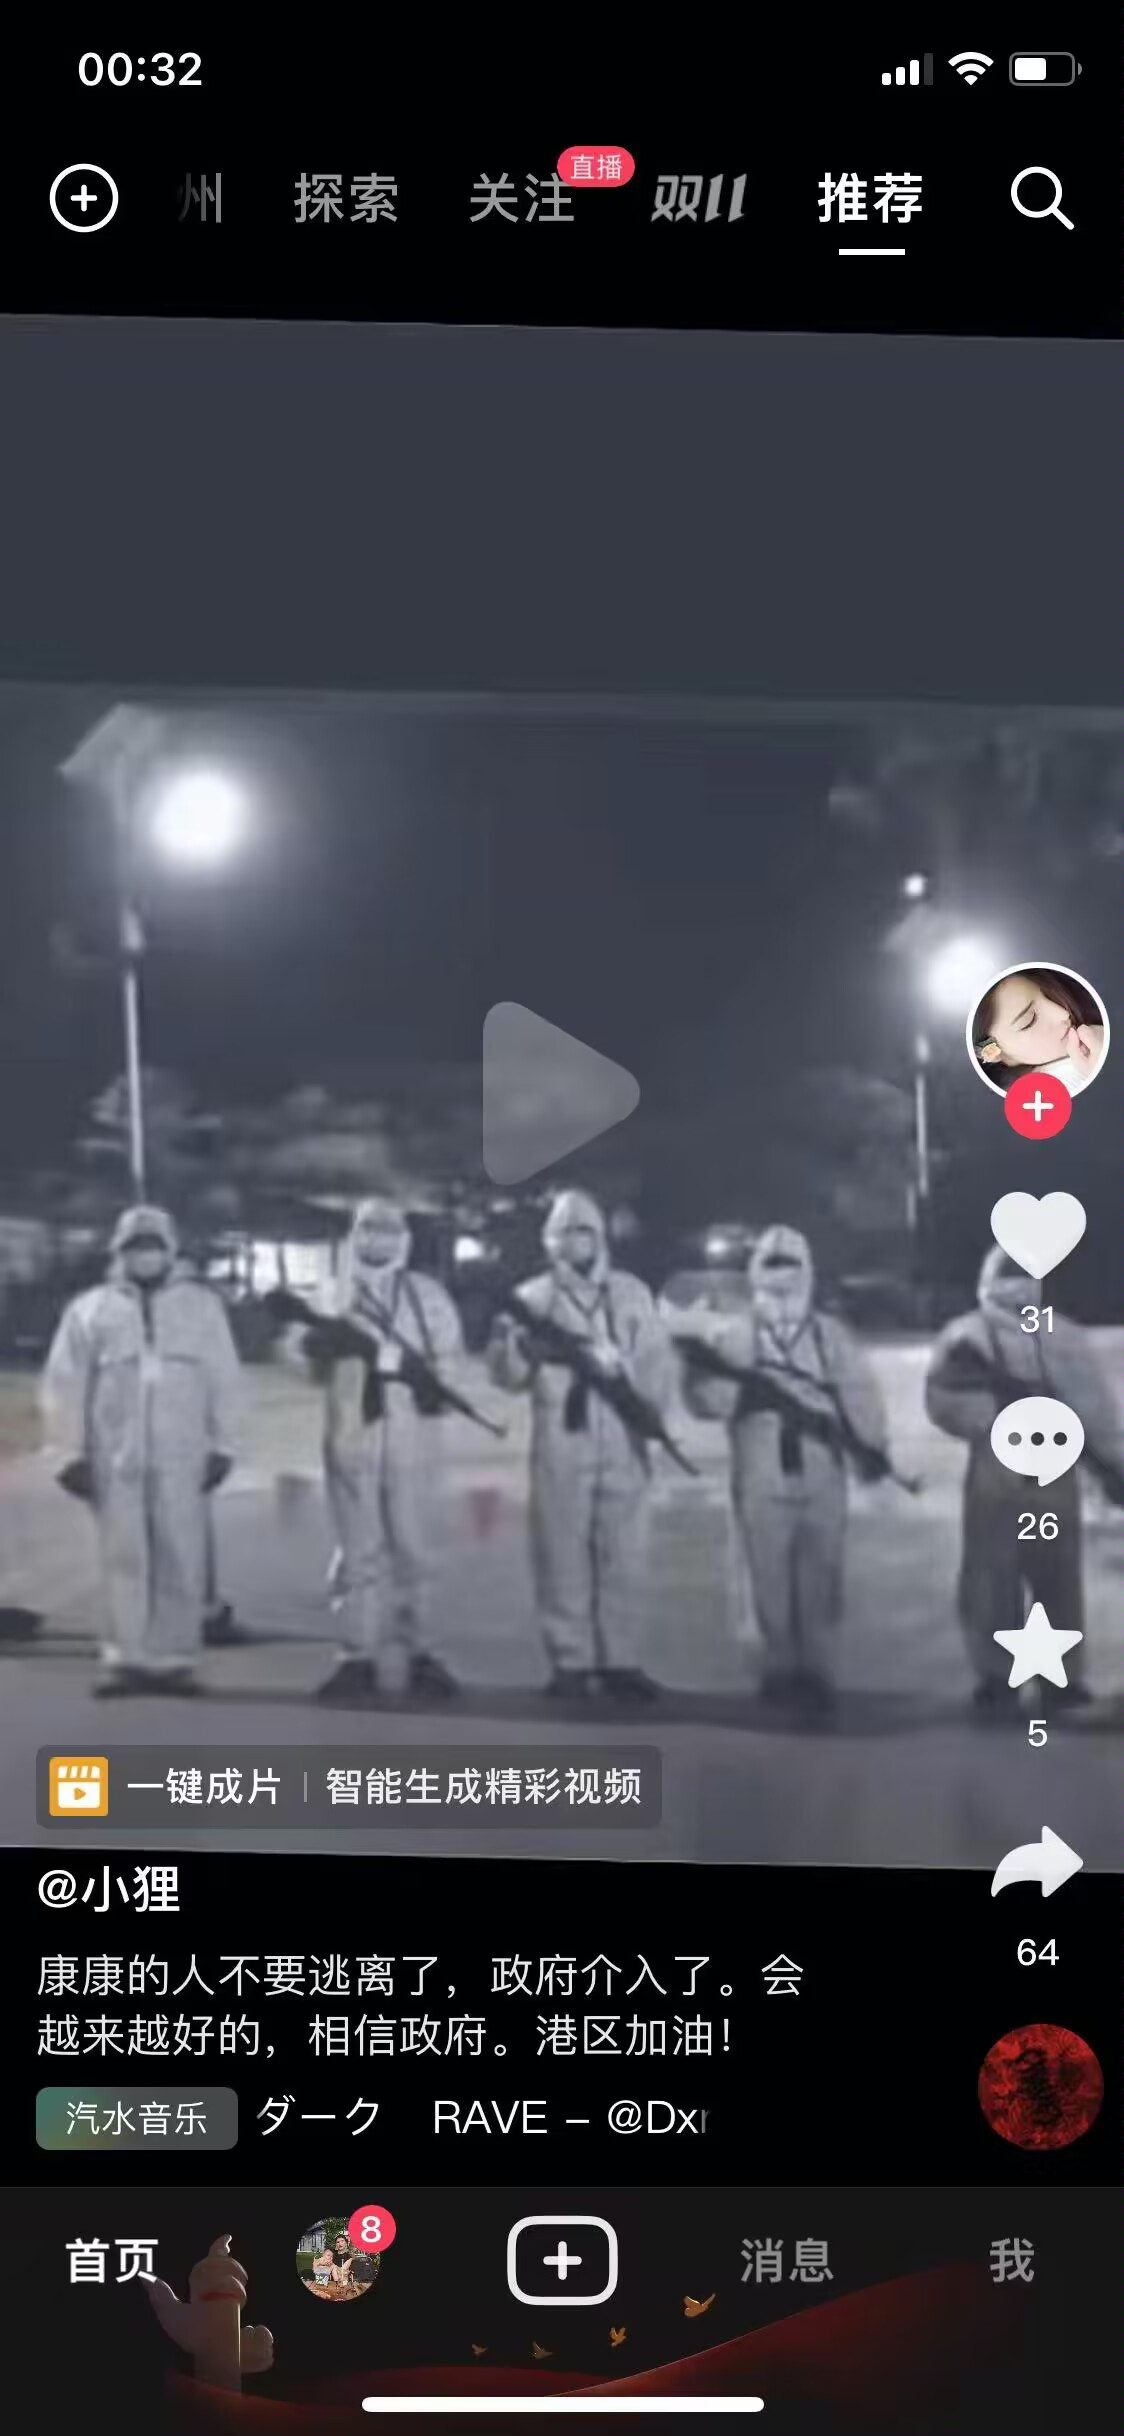 00:32
州 探索 关注 直播 双11 推荐
31
26
5
一键成片 | 智能生成精彩视频
@小狸
64
康康的人不要逃离了，政府介入了。会
越来越好的，相信政府。港区加油！
汽水音乐 ダーク RAVE - @Dx
首页 8 消息 我